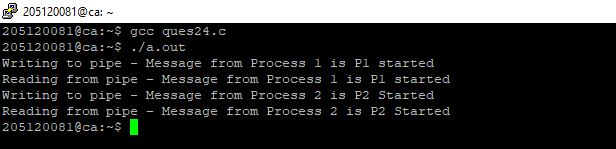 205120081@ca: ~
205120081@ca:~$ gcc ques24.c
205120081@ca:~$ ./a.out
Writing to pipe - Message from Process 1 is P1 started
Reading from pipe - Message from Process 1 is P1 started
Writing to pipe - Message from Process 2 is P2 Started
Reading from pipe - Message from Process 2 is P2 Started
205120081@ca:~$